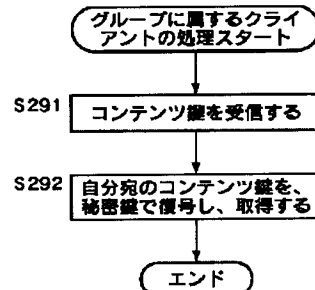 グループに属するクライ
アントの処理スタート
S291
コンテンツ鍵を受信する
S292
自分宛のコンテンツ鍵を、
秘密鍵で復号し、取得する
エンド